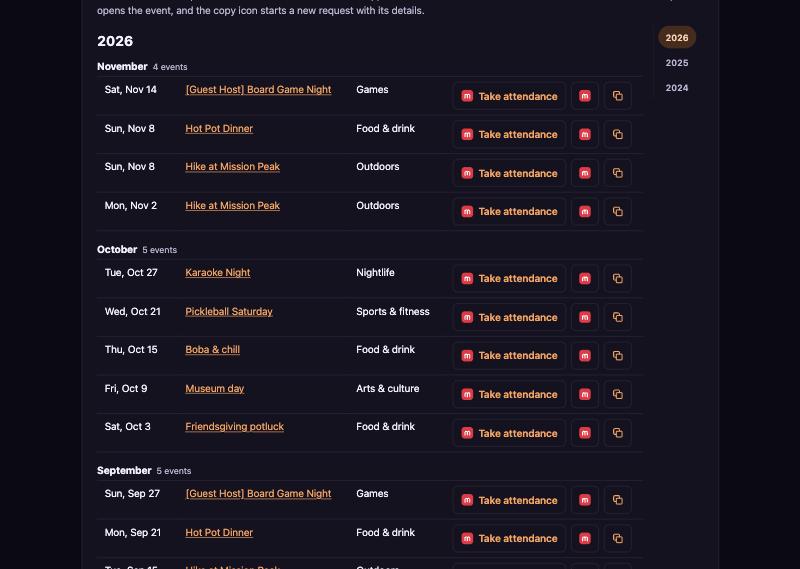 opens the event, and the copy icon starts a new request with its details.
2026
November 4 events
Sat, Nov 14 [Guest Host] Board Game Night Games Take attendance
Sun, Nov 8 Hot Pot Dinner Food & drink Take attendance
Sun, Nov 8 Hike at Mission Peak Outdoors Take attendance
Mon, Nov 2 Hike at Mission Peak Outdoors Take attendance
October 5 events
Tue, Oct 27 Karaoke Night Nightlife Take attendance
Wed, Oct 21 Pickleball Saturday Sports & fitness Take attendance
Thu, Oct 15 Boba & chill Food & drink Take attendance
Fri, Oct 9 Museum day Arts & culture Take attendance
Sat, Oct 3 Friendsgiving potluck Food & drink Take attendance
September 5 events
Sun, Sep 27 [Guest Host] Board Game Night Games Take attendance
Mon, Sep 21 Hot Pot Dinner Food & drink Take attendance
2026
2025
2024